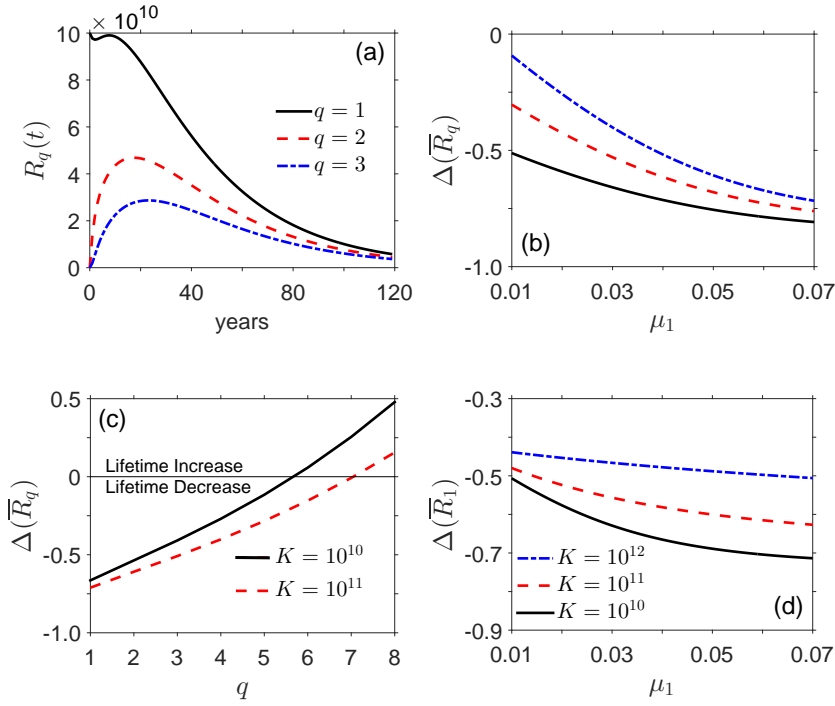 × 10^{10}
10
8
6
4
2
0
0 40 80 120
years
R_q(t)
(a)
q = 1
q = 2
q = 3
0
-0.5
-1.0
0.01 0.03 0.05 0.07
μ_1
Δ(\overline{R}_q)
(b)
0.5
0
-0.5
-1.0
1 2 3 4 5 6 7 8
q
Δ(\overline{R}_q)
(c)
Lifetime Increase
Lifetime Decrease
K = 10^{10}
K = 10^{11}
-0.3
-0.5
-0.7
-0.9
0.01 0.03 0.05 0.07
μ_1
Δ(\overline{R}_1)
K = 10^{12}
K = 10^{11}
K = 10^{10}
(d)